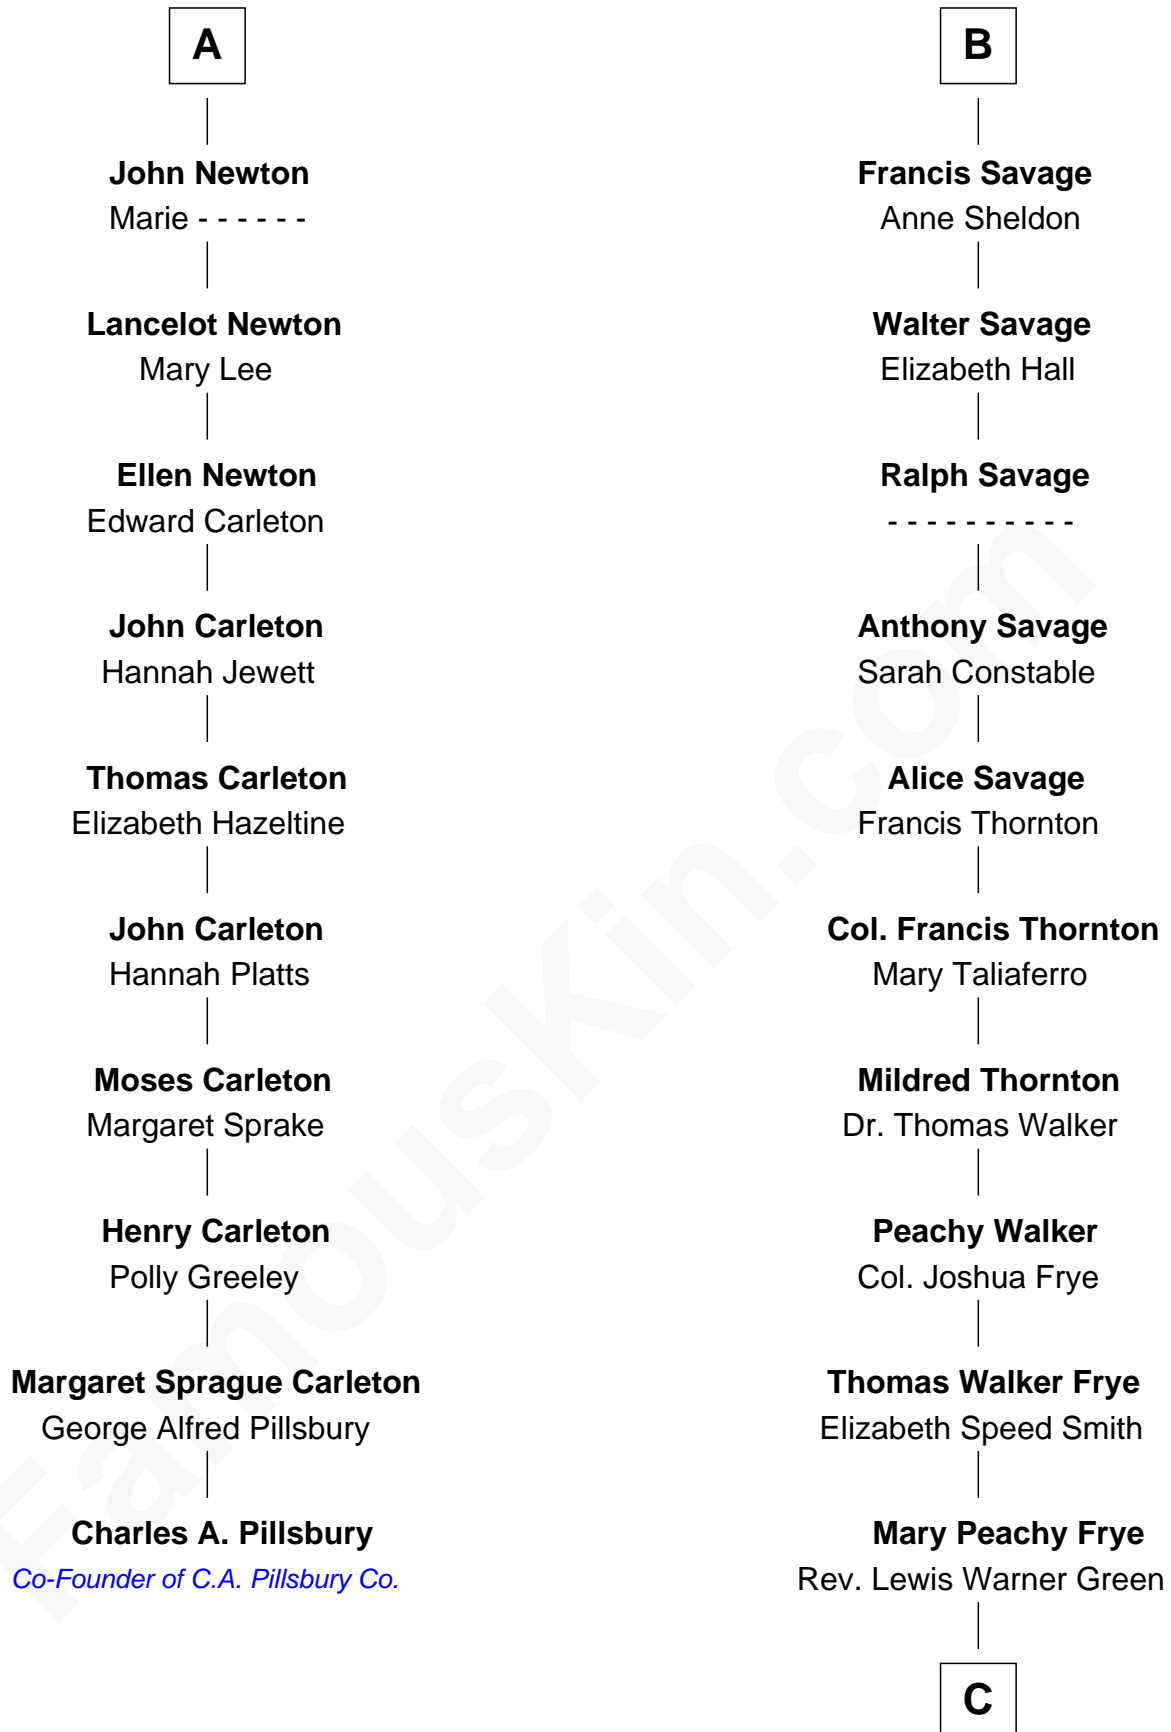 A
John Newton
Marie - - - - - -
Lancelot Newton
Mary Lee
Ellen Newton
Edward Carleton
John Carleton
Hannah Jewett
Thomas Carleton
Elizabeth Hazeltine
John Carleton
Hannah Platts
Moses Carleton
Margaret Sprake
Henry Carleton
Polly Greeley
Margaret Sprague Carleton
George Alfred Pillsbury
Charles A. Pillsbury
Co-Founder of C.A. Pillsbury Co.
B
Francis Savage
Anne Sheldon
Walter Savage
Elizabeth Hall
Ralph Savage
- - - - - - - - - -
Anthony Savage
Sarah Constable
Alice Savage
Francis Thornton
Col. Francis Thornton
Mary Taliaferro
Mildred Thornton
Dr. Thomas Walker
Peachy Walker
Col. Joshua Frye
Thomas Walker Frye
Elizabeth Speed Smith
Mary Peachy Frye
Rev. Lewis Warner Green
C
FamousKin.com